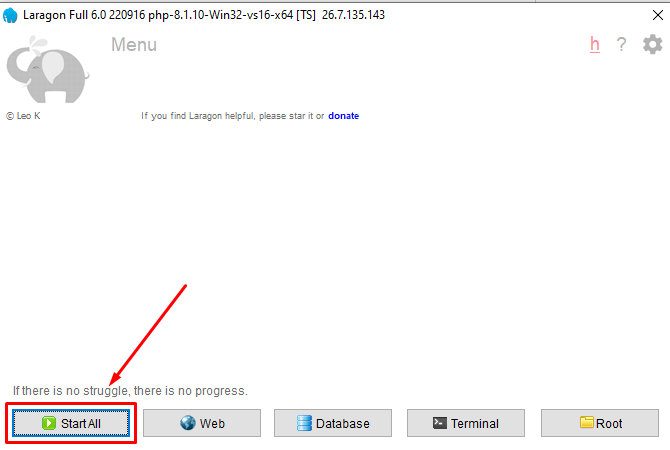 Laragon Full 6.0 220916 php-8.1.10-Win32-vs16-x64 [TS] 26.7.135.143
Menu
h ?
© Leo K
If you find Laragon helpful, please star it or donate
If there is no struggle, there is no progress.
Start All
Web
Database
Terminal
Root